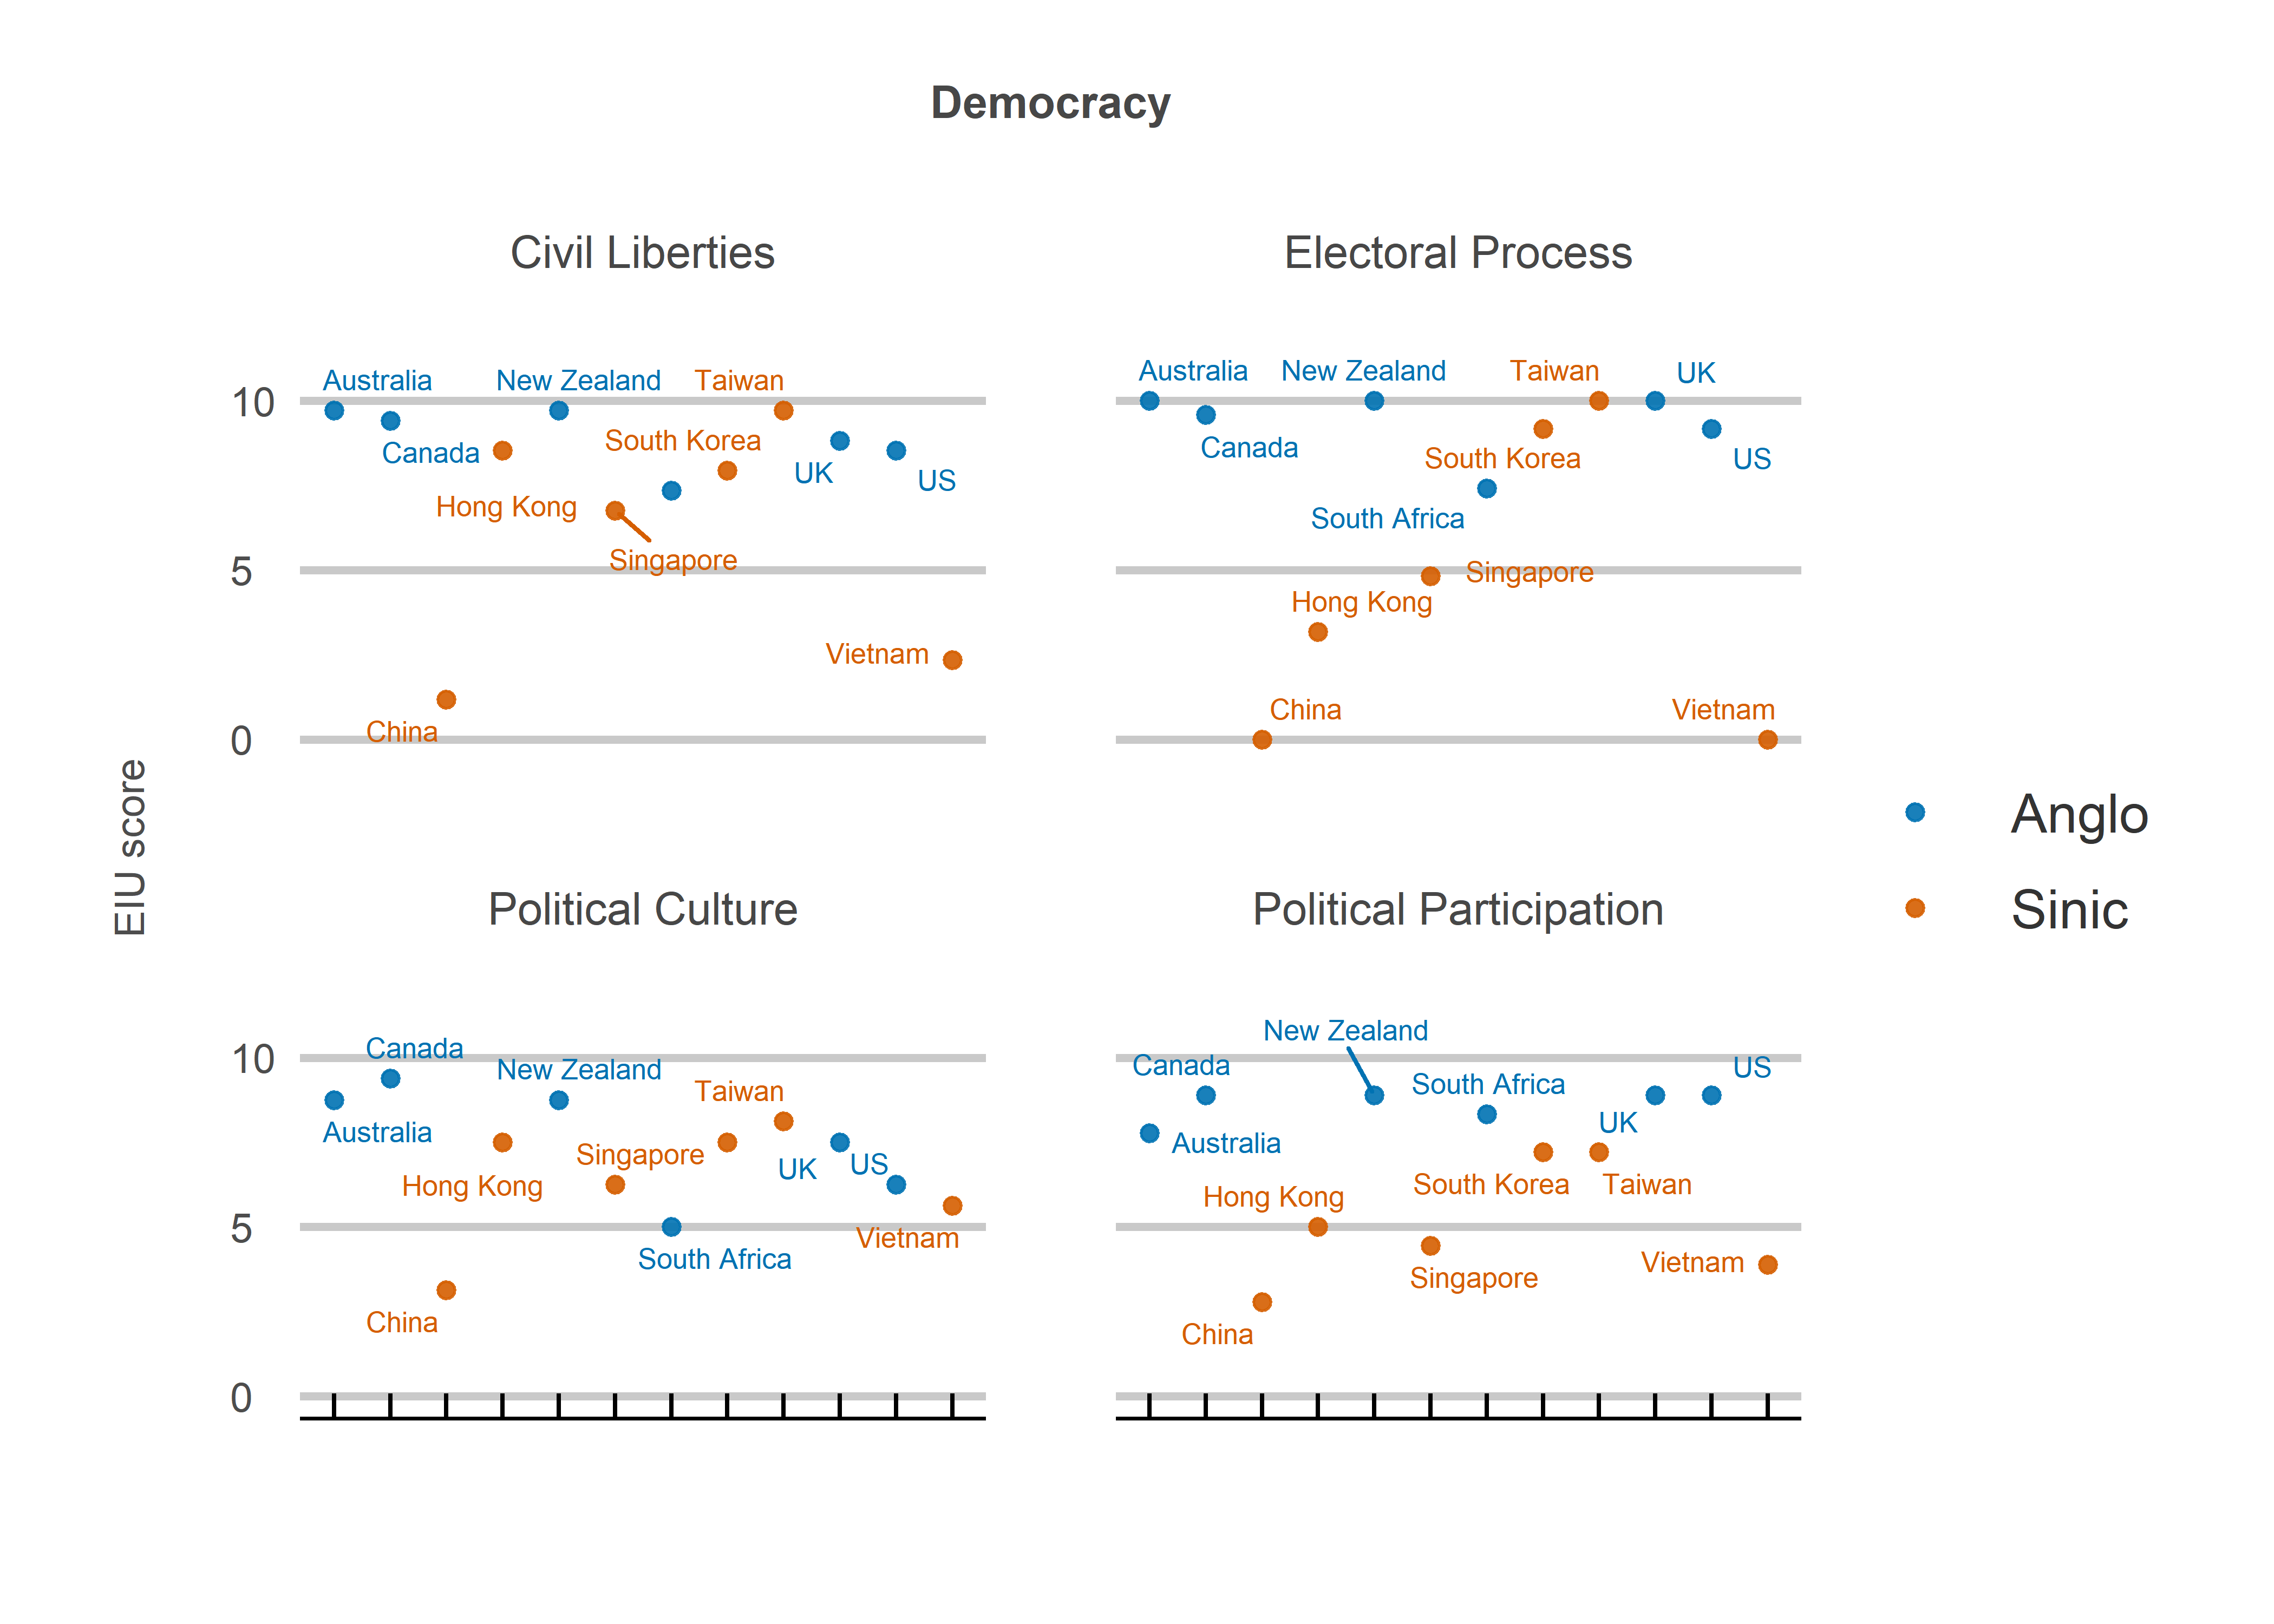 Democracy
Civil Liberties
Electoral Process
Australia
New Zealand
Taiwan
10
Canada
South Korea
UK
US
Hong Kong
Singapore
5
Vietnam
China
0
Australia
New Zealand
Taiwan
UK
Canada
South Korea
US
South Africa
Singapore
Hong Kong
China
Vietnam
EIU score
Anglo
Sinic
Political Culture
Political Participation
Canada
10
New Zealand
Taiwan
Australia
Singapore
UK
US
Hong Kong
5
Vietnam
South Africa
China
0
New Zealand
Canada
US
South Africa
UK
Australia
South Korea
Taiwan
Hong Kong
Vietnam
Singapore
China